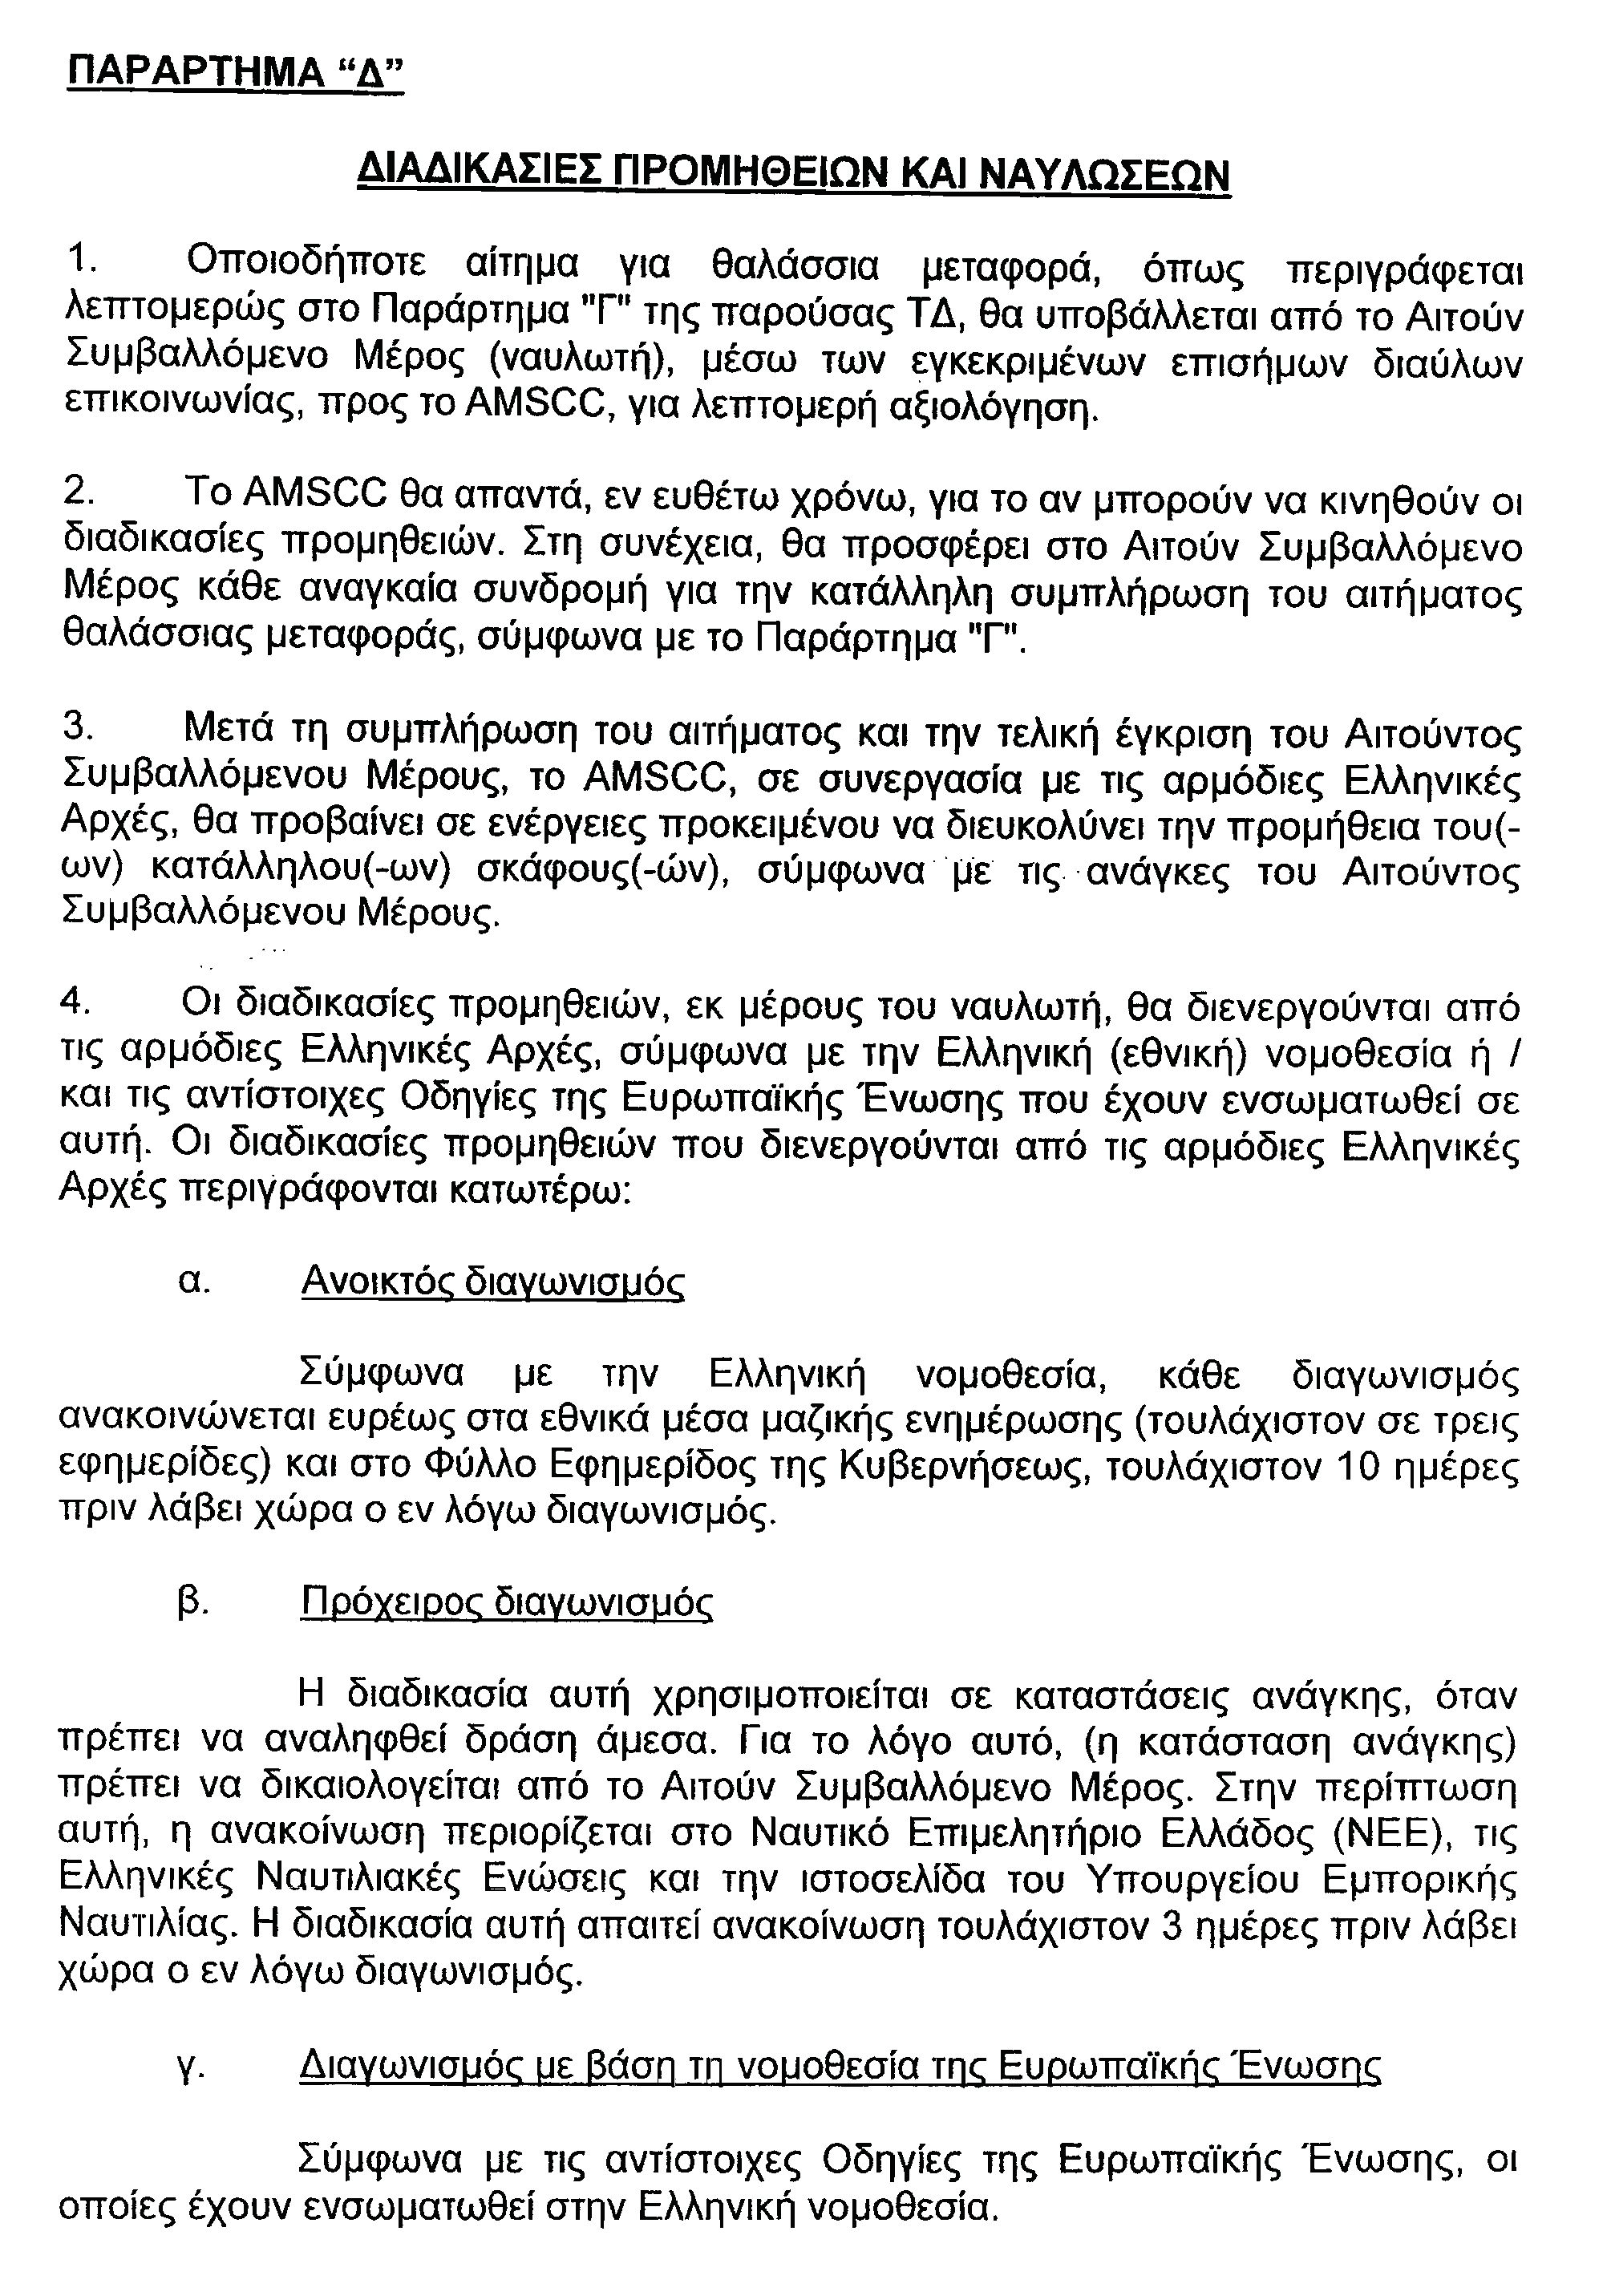 ΠΑΡΑΡΤΗΜΑ “Δ”
ΔΙΑΔΙΚΑΣΙΕΣ ΠΡΟΜΗΘΕΙΩΝ ΚΑΙ ΝΑΥΛΩΣΕΩΝ
1. Οποιοδήποτε αίτημα για θαλάσσια μεταφορά, όπως περιγράφεται
λεπτομερώς στο Παράρτημα "Γ" της παρούσας ΤΔ, θα υποβάλλεται από το Αιτούν
Συμβαλλόμενο Μέρος (ναυλωτή), μέσω των εγκεκριμένων επισήμων διαύλων
επικοινωνίας, προς το AMSCC, για λεπτομερή αξιολόγηση.
2. Το AMSCC θα απαντά, εν ευθέτω χρόνω, για το αν μπορούν να κινηθούν οι
διαδικασίες προμηθειών. Στη συνέχεια, θα προσφέρει στο Αιτούν Συμβαλλόμενο
Μέρος κάθε αναγκαία συνδρομή για την κατάλληλη συμπλήρωση του αιτήματος
θαλάσσιας μεταφοράς, σύμφωνα με το Παράρτημα "Γ".
3. Μετά τη συμπλήρωση του αιτήματος και την τελική έγκριση του Αιτούντος
Συμβαλλόμενου Μέρους, το AMSCC, σε συνεργασία με τις αρμόδιες Ελληνικές
Αρχές, θα προβαίνει σε ενέργειες προκειμένου να διευκολύνει την προμήθεια του(-
ων) κατάλληλου(-ων) σκάφους(-ών), σύμφωνα με τις ανάγκες του Αιτούντος
Συμβαλλόμενου Μέρους.
4. Οι διαδικασίες προμηθειών, εκ μέρους του ναυλωτή, θα διενεργούνται από
τις αρμόδιες Ελληνικές Αρχές, σύμφωνα με την Ελληνική (εθνική) νομοθεσία ή /
και τις αντίστοιχες Οδηγίες της Ευρωπαϊκής Ένωσης που έχουν ενσωματωθεί σε
αυτή. Οι διαδικασίες προμηθειών που διενεργούνται από τις αρμόδιες Ελληνικές
Αρχές περιγράφονται κατωτέρω:
α. Ανοικτός διαγωνισμός
Σύμφωνα με την Ελληνική νομοθεσία, κάθε διαγωνισμός
ανακοινώνεται ευρέως στα εθνικά μέσα μαζικής ενημέρωσης (τουλάχιστον σε τρεις
εφημερίδες) και στο Φύλλο Εφημερίδος της Κυβερνήσεως, τουλάχιστον 10 ημέρες
πριν λάβει χώρα ο εν λόγω διαγωνισμός.
β. Πρόχειρος διαγωνισμός
Η διαδικασία αυτή χρησιμοποιείται σε καταστάσεις ανάγκης, όταν
πρέπει να αναληφθεί δράση άμεσα. Για το λόγο αυτό, (η κατάσταση ανάγκης)
πρέπει να δικαιολογείται από το Αιτούν Συμβαλλόμενο Μέρος. Στην περίπτωση
αυτή, η ανακοίνωση περιορίζεται στο Ναυτικό Επιμελητήριο Ελλάδος (ΝΕΕ), τις
Ελληνικές Ναυτιλιακές Ενώσεις και την ιστοσελίδα του Υπουργείου Εμπορικής
Ναυτιλίας. Η διαδικασία αυτή απαιτεί ανακοίνωση τουλάχιστον 3 ημέρες πριν λάβει
χώρα ο εν λόγω διαγωνισμός.
γ. Διαγωνισμός με βάση τη νομοθεσία της Ευρωπαϊκής Ένωσης
Σύμφωνα με τις αντίστοιχες Οδηγίες της Ευρωπαϊκής Ένωσης, οι
οποίες έχουν ενσωματωθεί στην Ελληνική νομοθεσία.